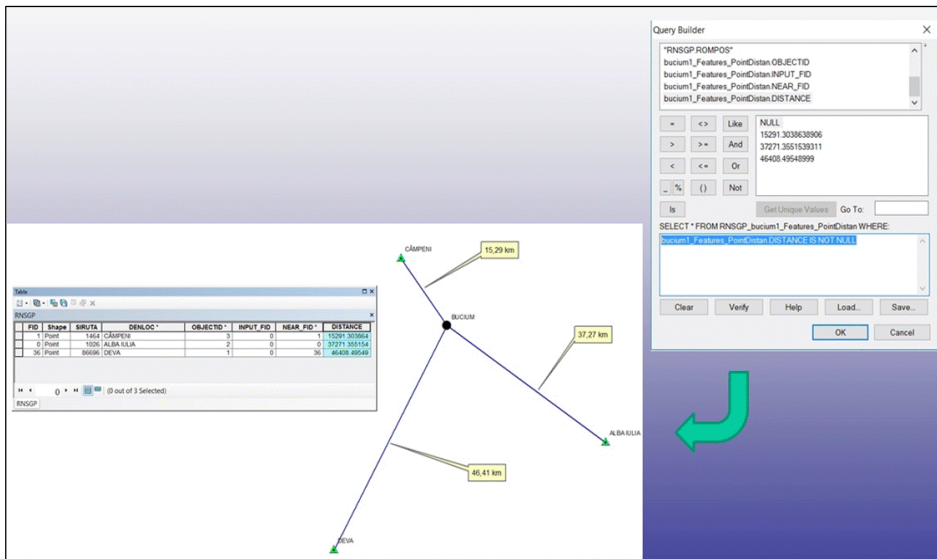 Query Builder
"RNSGP.ROMPOS"
bucium1_Features_PointDistan.OBJECTID
bucium1_Features_PointDistan.INPUT_FID
bucium1_Features_PointDistan.NEAR_FID
bucium1_Features_PointDistan.DISTANCE
= <> Like
> >= And
< <= Or
_ % () Not
Is
NULL
15291.3038638906
37271.3551539311
46408.49548999
Get Unique Values Go To:
SELECT * FROM RNSGP_bucium1_Features_PointDistan WHERE:
bucium1_Features_PointDistan.DISTANCE IS NOT NULL
Clear Verify Help Load... Save...
OK Cancel
CÂMPENI
15,29 km
BUCIUM
37,27 km
ALBA IULIA
46,41 km
DEVA
Table
RNSGP
FID Shape SIRUTA DENLOC * OBJECTID * INPUT_FID NEAR_FID * DISTANCE
1 Point 1464 CÂMPENI 3 0 1 15291.303864
0 Point 1026 ALBA IULIA 2 0 0 37271.355154
36 Point 86696 DEVA 1 0 36 46408.49549
0 (0 out of 3 Selected)
RNSGP